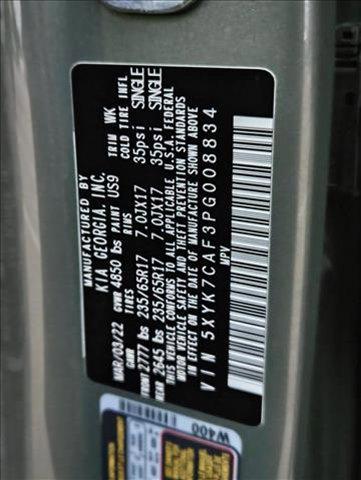 MANUFACTURED BY
KIA GEORGIA, INC.
MAR/03/22 PAINT US9 TRIM WK
GVWR 4850 lbs
GAWR TIRES COLD TIRE INFL
FRONT 2777 lbs 235/65R17 7.0JX17 35psi SINGLE
REAR 2645 lbs 235/65R17 7.0JX17 35psi SINGLE
THIS VEHICLE CONFORMS TO ALL APPLICABLE U.S.A FEDERAL
MOTOR VEHICLE SAFETY AND THEFT PREVENTION STANDARDS
IN EFFECT ON THE DATE OF MANUFACTURE SHOWN ABOVE
VIN 5XYK7CAF3PG008834
MPV
W400